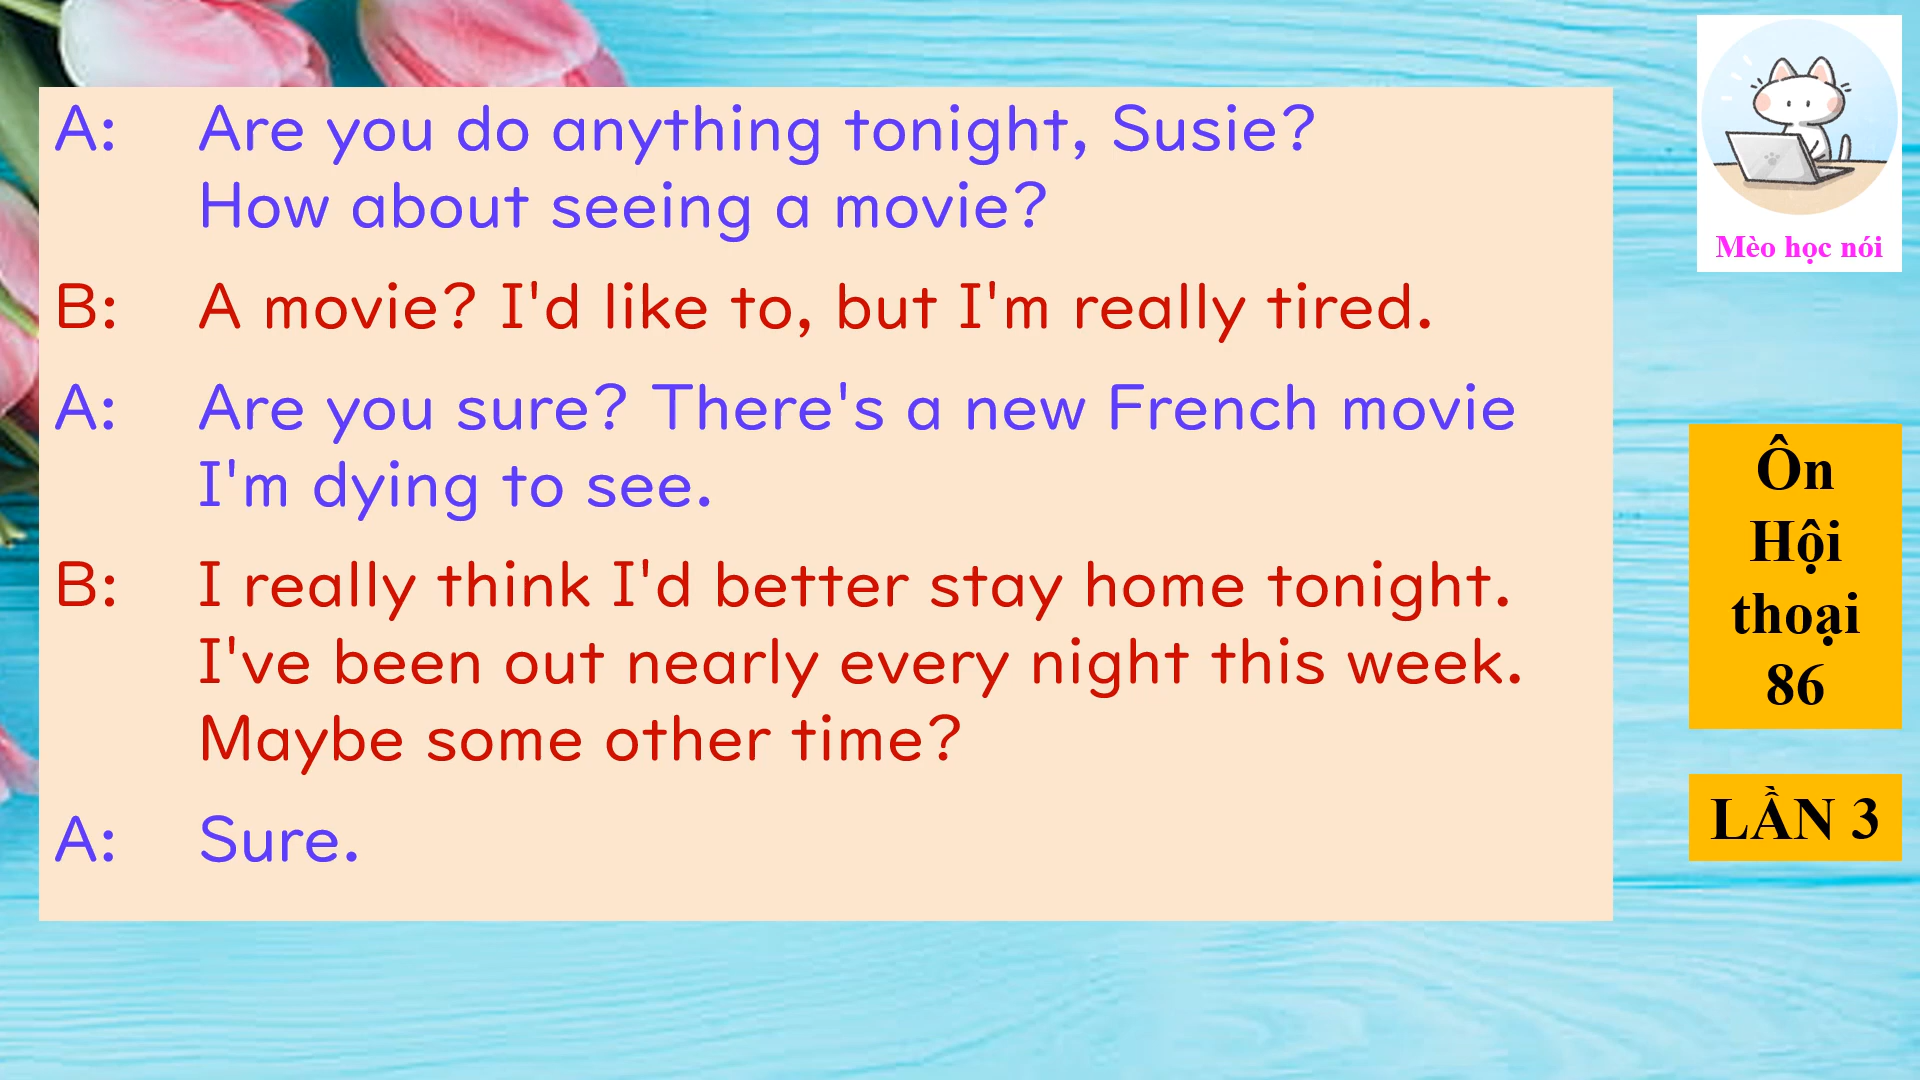 A: Are you do anything tonight, Susie?
How about seeing a movie?
B: A movie? I'd like to, but I'm really tired.
A: Are you sure? There's a new French movie
I'm dying to see.
B: I really think I'd better stay home tonight.
I've been out nearly every night this week.
Maybe some other time?
A: Sure.
Mèo học nói
Ôn
Hội
thoại
86
LẦN 3